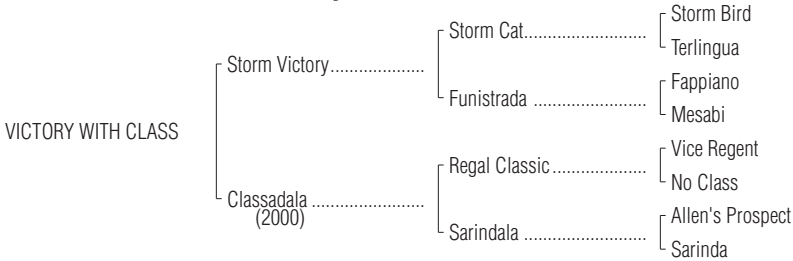 Storm Bird
Storm Cat........................
Terlingua
Storm Victory....................
Fappiano
Funistrada ......................
Mesabi
VICTORY WITH CLASS
Vice Regent
Regal Classic ...................
No Class
Classadala ........................
(2000)
Allen's Prospect
Sarindala ........................
Sarinda